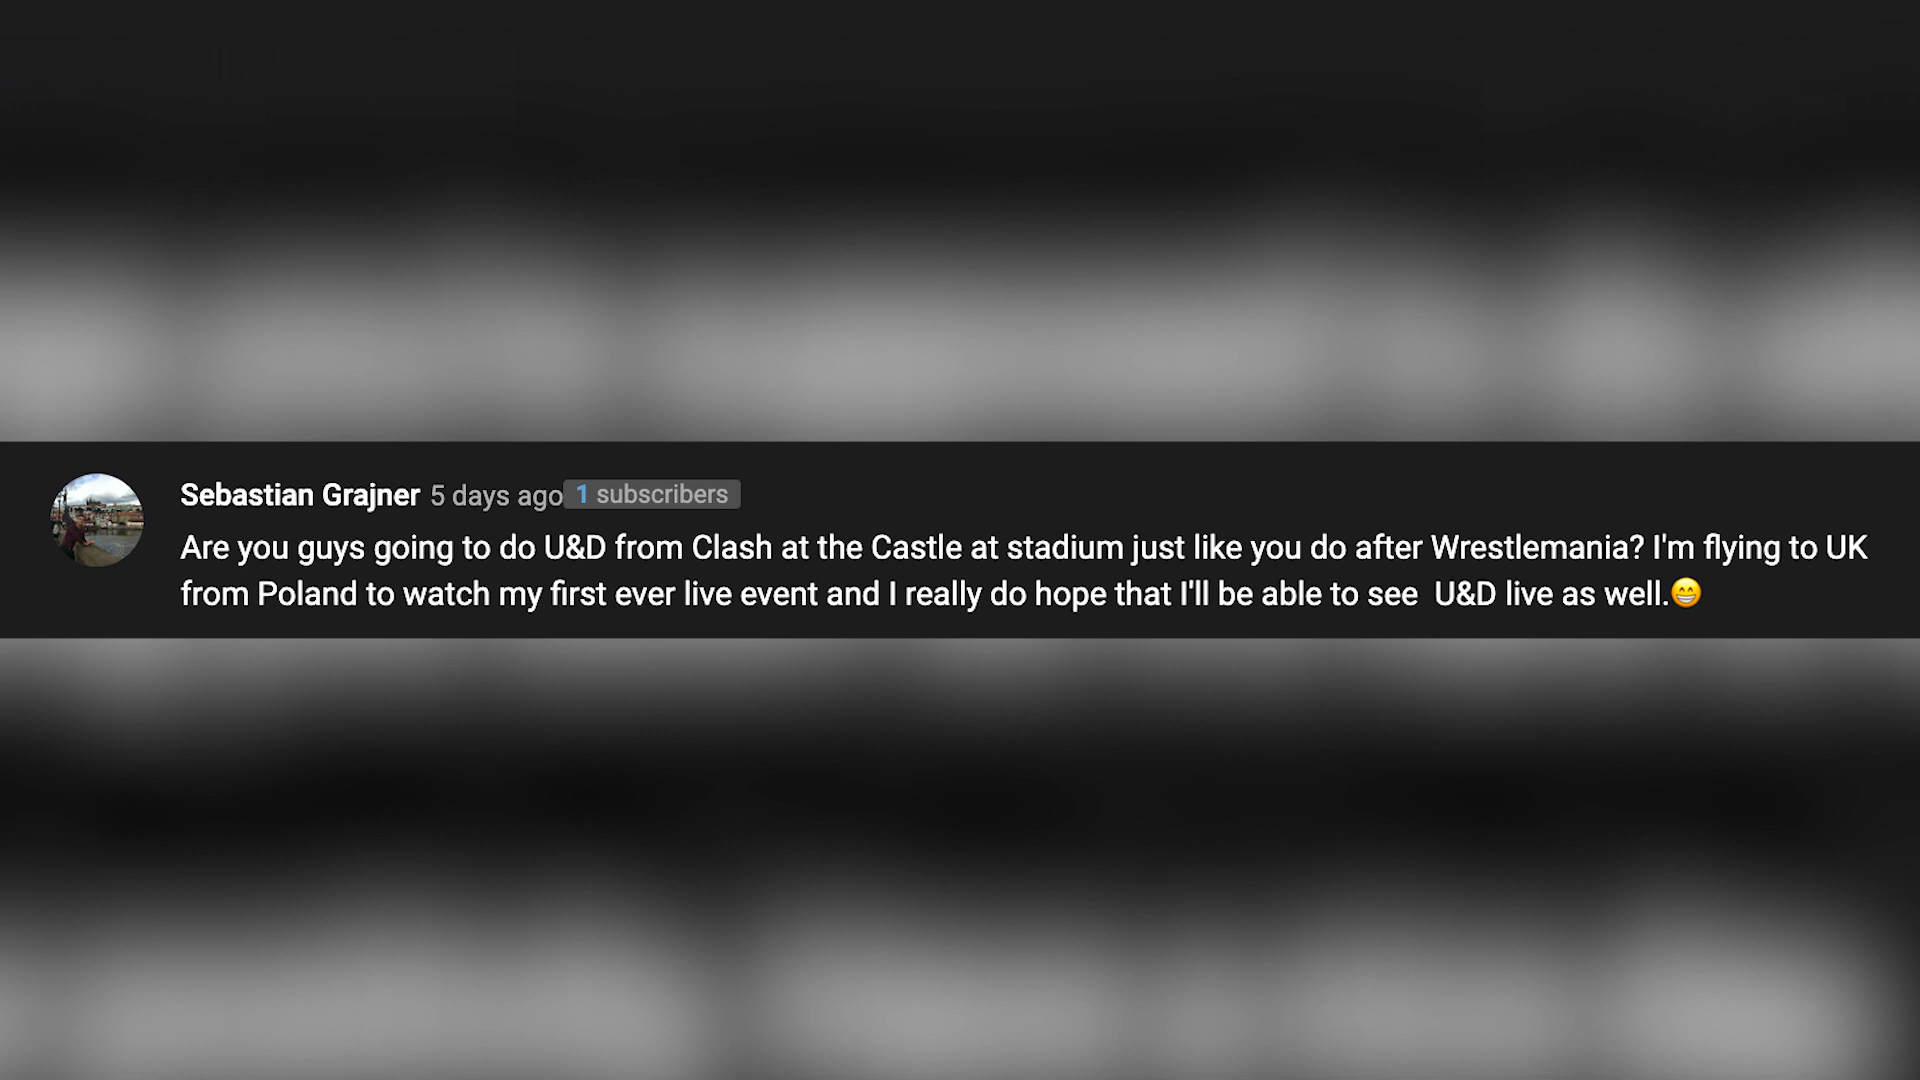 Sebastian Grajner 5 days ago 1 subscribers
Are you guys going to do U&D from Clash at the Castle at stadium just like you do after Wrestlemania? I'm flying to UK
from Poland to watch my first ever live event and I really do hope that I'll be able to see  U&D live as well.😁